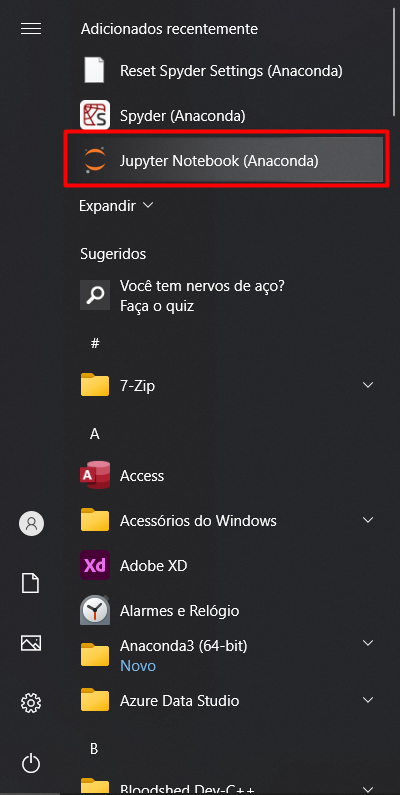 Adicionados recentemente
Reset Spyder Settings (Anaconda)
Spyder (Anaconda)
Jupyter Notebook (Anaconda)
Expandir
Sugeridos
Você tem nervos de aço?
Faça o quiz
#
7-Zip
A
A
Access
Acessórios do Windows
Xd
Adobe XD
Alarmes e Relógio
Anaconda3 (64-bit)
Novo
Azure Data Studio
B
Bloodshed Dev-C++